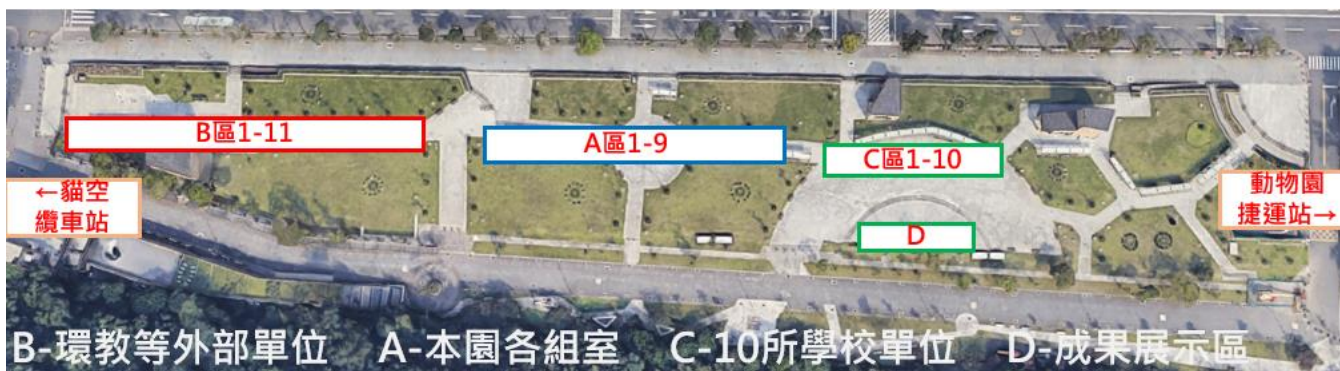 B區1-11
A區1-9
C區1-10
←貓空
纜車站
動物園
捷運站→
D
B-環教等外部單位 A-本園各組室 C-10所學校單位 D-成果展示區